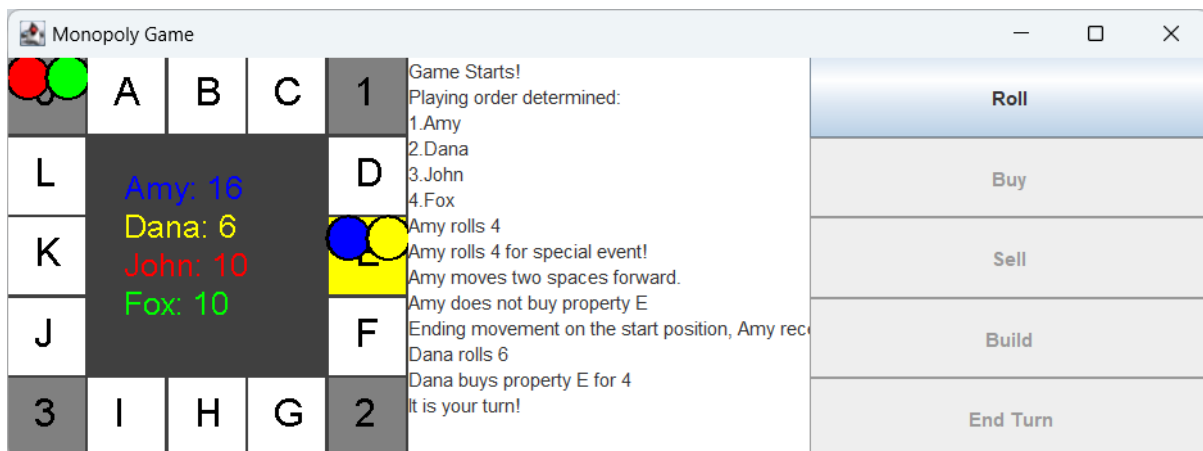 Monopoly Game
A B C 1
L D
K
J F
3 I H G 2
Amy: 16
Dana: 6
John: 10
Fox: 10
Game Starts!
Playing order determined:
1.Amy
2.Dana
3.John
4.Fox
Amy rolls 4
Amy rolls 4 for special event!
Amy moves two spaces forward.
Amy does not buy property E
Ending movement on the start position, Amy rece
Dana rolls 6
Dana buys property E for 4
It is your turn!
Roll
Buy
Sell
Build
End Turn